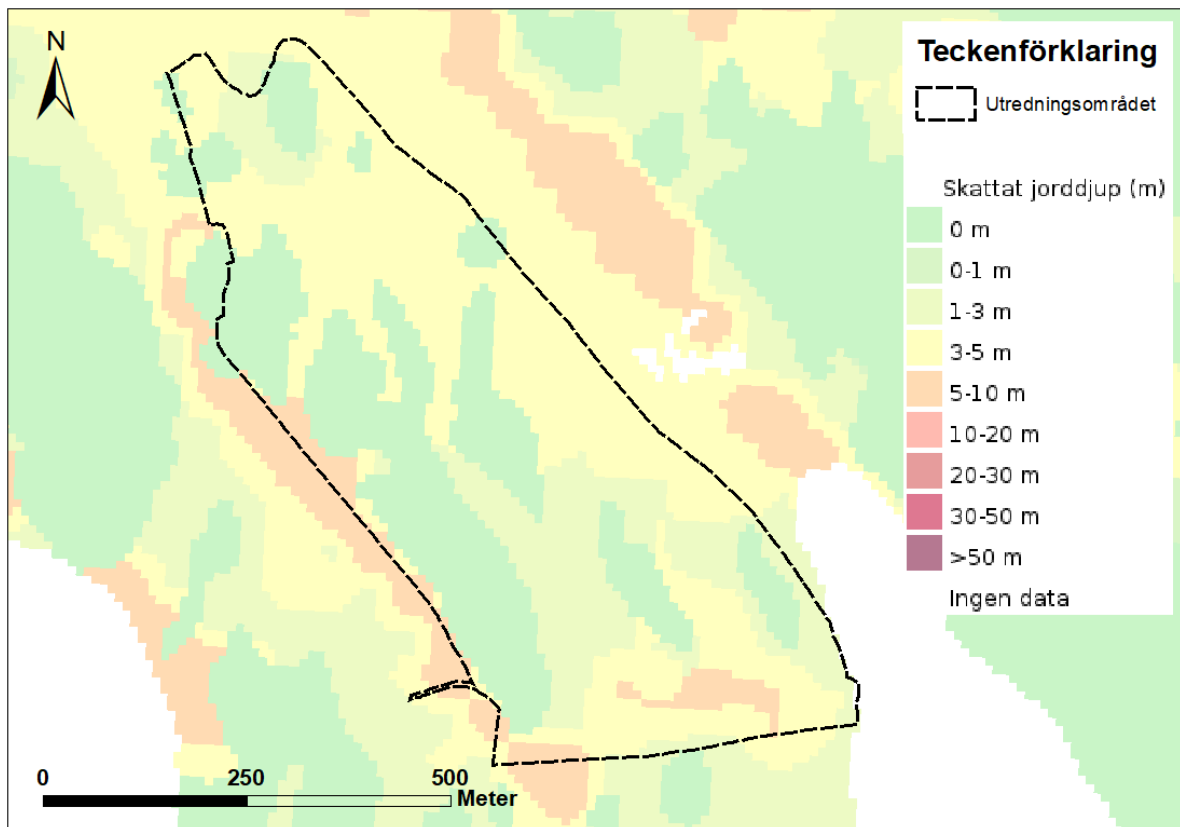 N
Teckenförklaring
Utredningsområdet
Skattat jorddjup (m)
0 m
0-1 m
1-3 m
3-5 m
5-10 m
10-20 m
20-30 m
30-50 m
>50 m
Ingen data
0 250 500
Meter